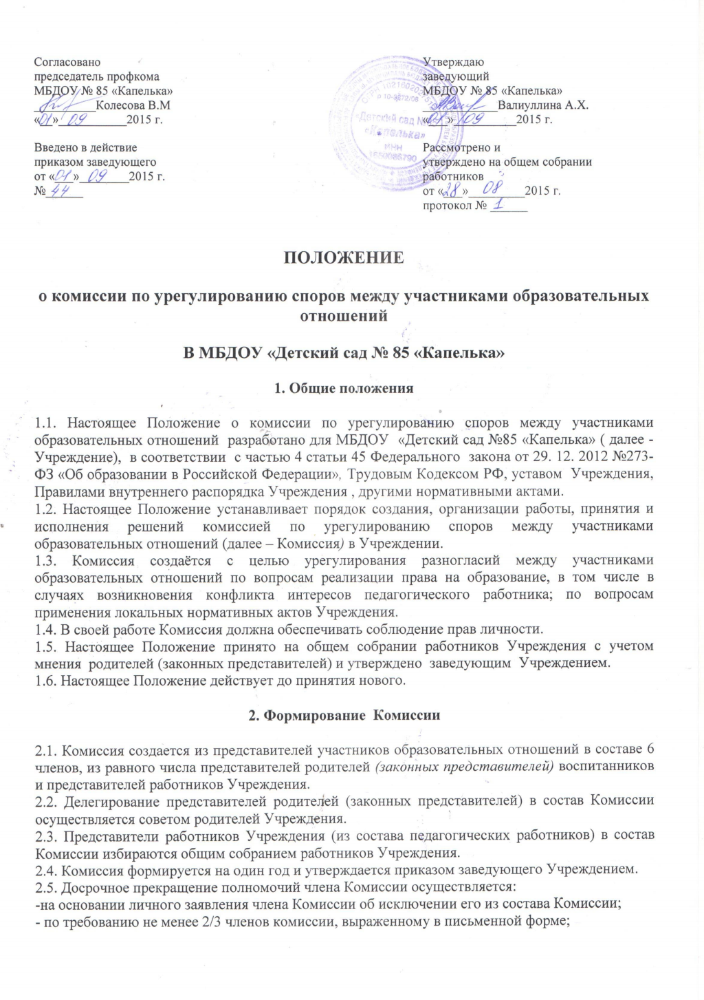 Согласовано
председатель профкома
МБДОУ № 85 «Капелька»
__________Колесова В.М
«01»  09  2015 г.
Введено в действие
приказом заведующего
от «01»  09  2015 г.
№ 44
Утверждаю
заведующий
МБДОУ № 85 «Капелька»
____________Валиуллина А.Х.
«01»  09  2015 г.
Рассмотрено и
утверждено на общем собрании
работников
от «28»  08  2015 г.
протокол № 1
«Детский сад №85
«Капелька»
ИНН
1650086790
ПОЛОЖЕНИЕ
о комиссии по урегулированию споров между участниками образовательных
отношений
В МБДОУ «Детский сад № 85 «Капелька»
1. Общие положения
1.1. Настоящее Положение о комиссии по урегулированию споров между участниками
образовательных отношений разработано для МБДОУ «Детский сад №85 «Капелька» ( далее -
Учреждение), в соответствии с частью 4 статьи 45 Федерального закона от 29. 12. 2012 №273-
ФЗ «Об образовании в Российской Федерации», Трудовым Кодексом РФ, уставом Учреждения,
Правилами внутреннего распорядка Учреждения , другими нормативными актами.
1.2. Настоящее Положение устанавливает порядок создания, организации работы, принятия и
исполнения решений комиссией по урегулированию споров между участниками
образовательных отношений (далее – Комиссия) в Учреждении.
1.3. Комиссия создаётся с целью урегулирования разногласий между участниками
образовательных отношений по вопросам реализации права на образование, в том числе в
случаях возникновения конфликта интересов педагогического работника; по вопросам
применения локальных нормативных актов Учреждения.
1.4. В своей работе Комиссия должна обеспечивать соблюдение прав личности.
1.5. Настоящее Положение принято на общем собрании работников Учреждения с учетом
мнения родителей (законных представителей) и утверждено заведующим Учреждением.
1.6. Настоящее Положение действует до принятия нового.
2. Формирование Комиссии
2.1. Комиссия создается из представителей участников образовательных отношений в составе 6
членов, из равного числа представителей родителей (законных представителей) воспитанников
и представителей работников Учреждения.
2.2. Делегирование представителей родителей (законных представителей) в состав Комиссии
осуществляется советом родителей Учреждения.
2.3. Представители работников Учреждения (из состава педагогических работников) в состав
Комиссии избираются общим собранием работников Учреждения.
2.4. Комиссия формируется на один год и утверждается приказом заведующего Учреждением.
2.5. Досрочное прекращение полномочий члена Комиссии осуществляется:
-на основании личного заявления члена Комиссии об исключении его из состава Комиссии;
- по требованию не менее 2/3 членов комиссии, выраженному в письменной форме;